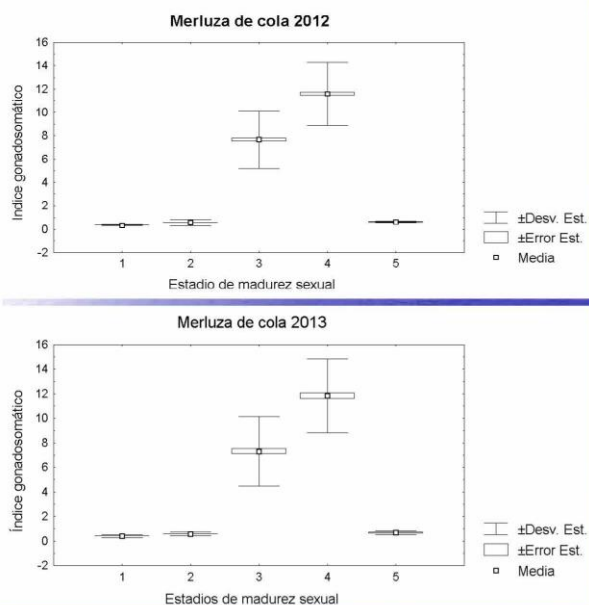 Merluza de cola 2012
Indice gonadosomático
16
14
12
10
8
6
4
2
0
-2
1 2 3 4 5
Estadio de madurez sexual
±Desv. Est.
±Error Est.
Media
Merluza de cola 2013
Índice gonadosomático
16
14
12
10
8
6
4
2
0
-2
1 2 3 4 5
Estadios de madurez sexual
±Desv. Est.
±Error Est.
Media